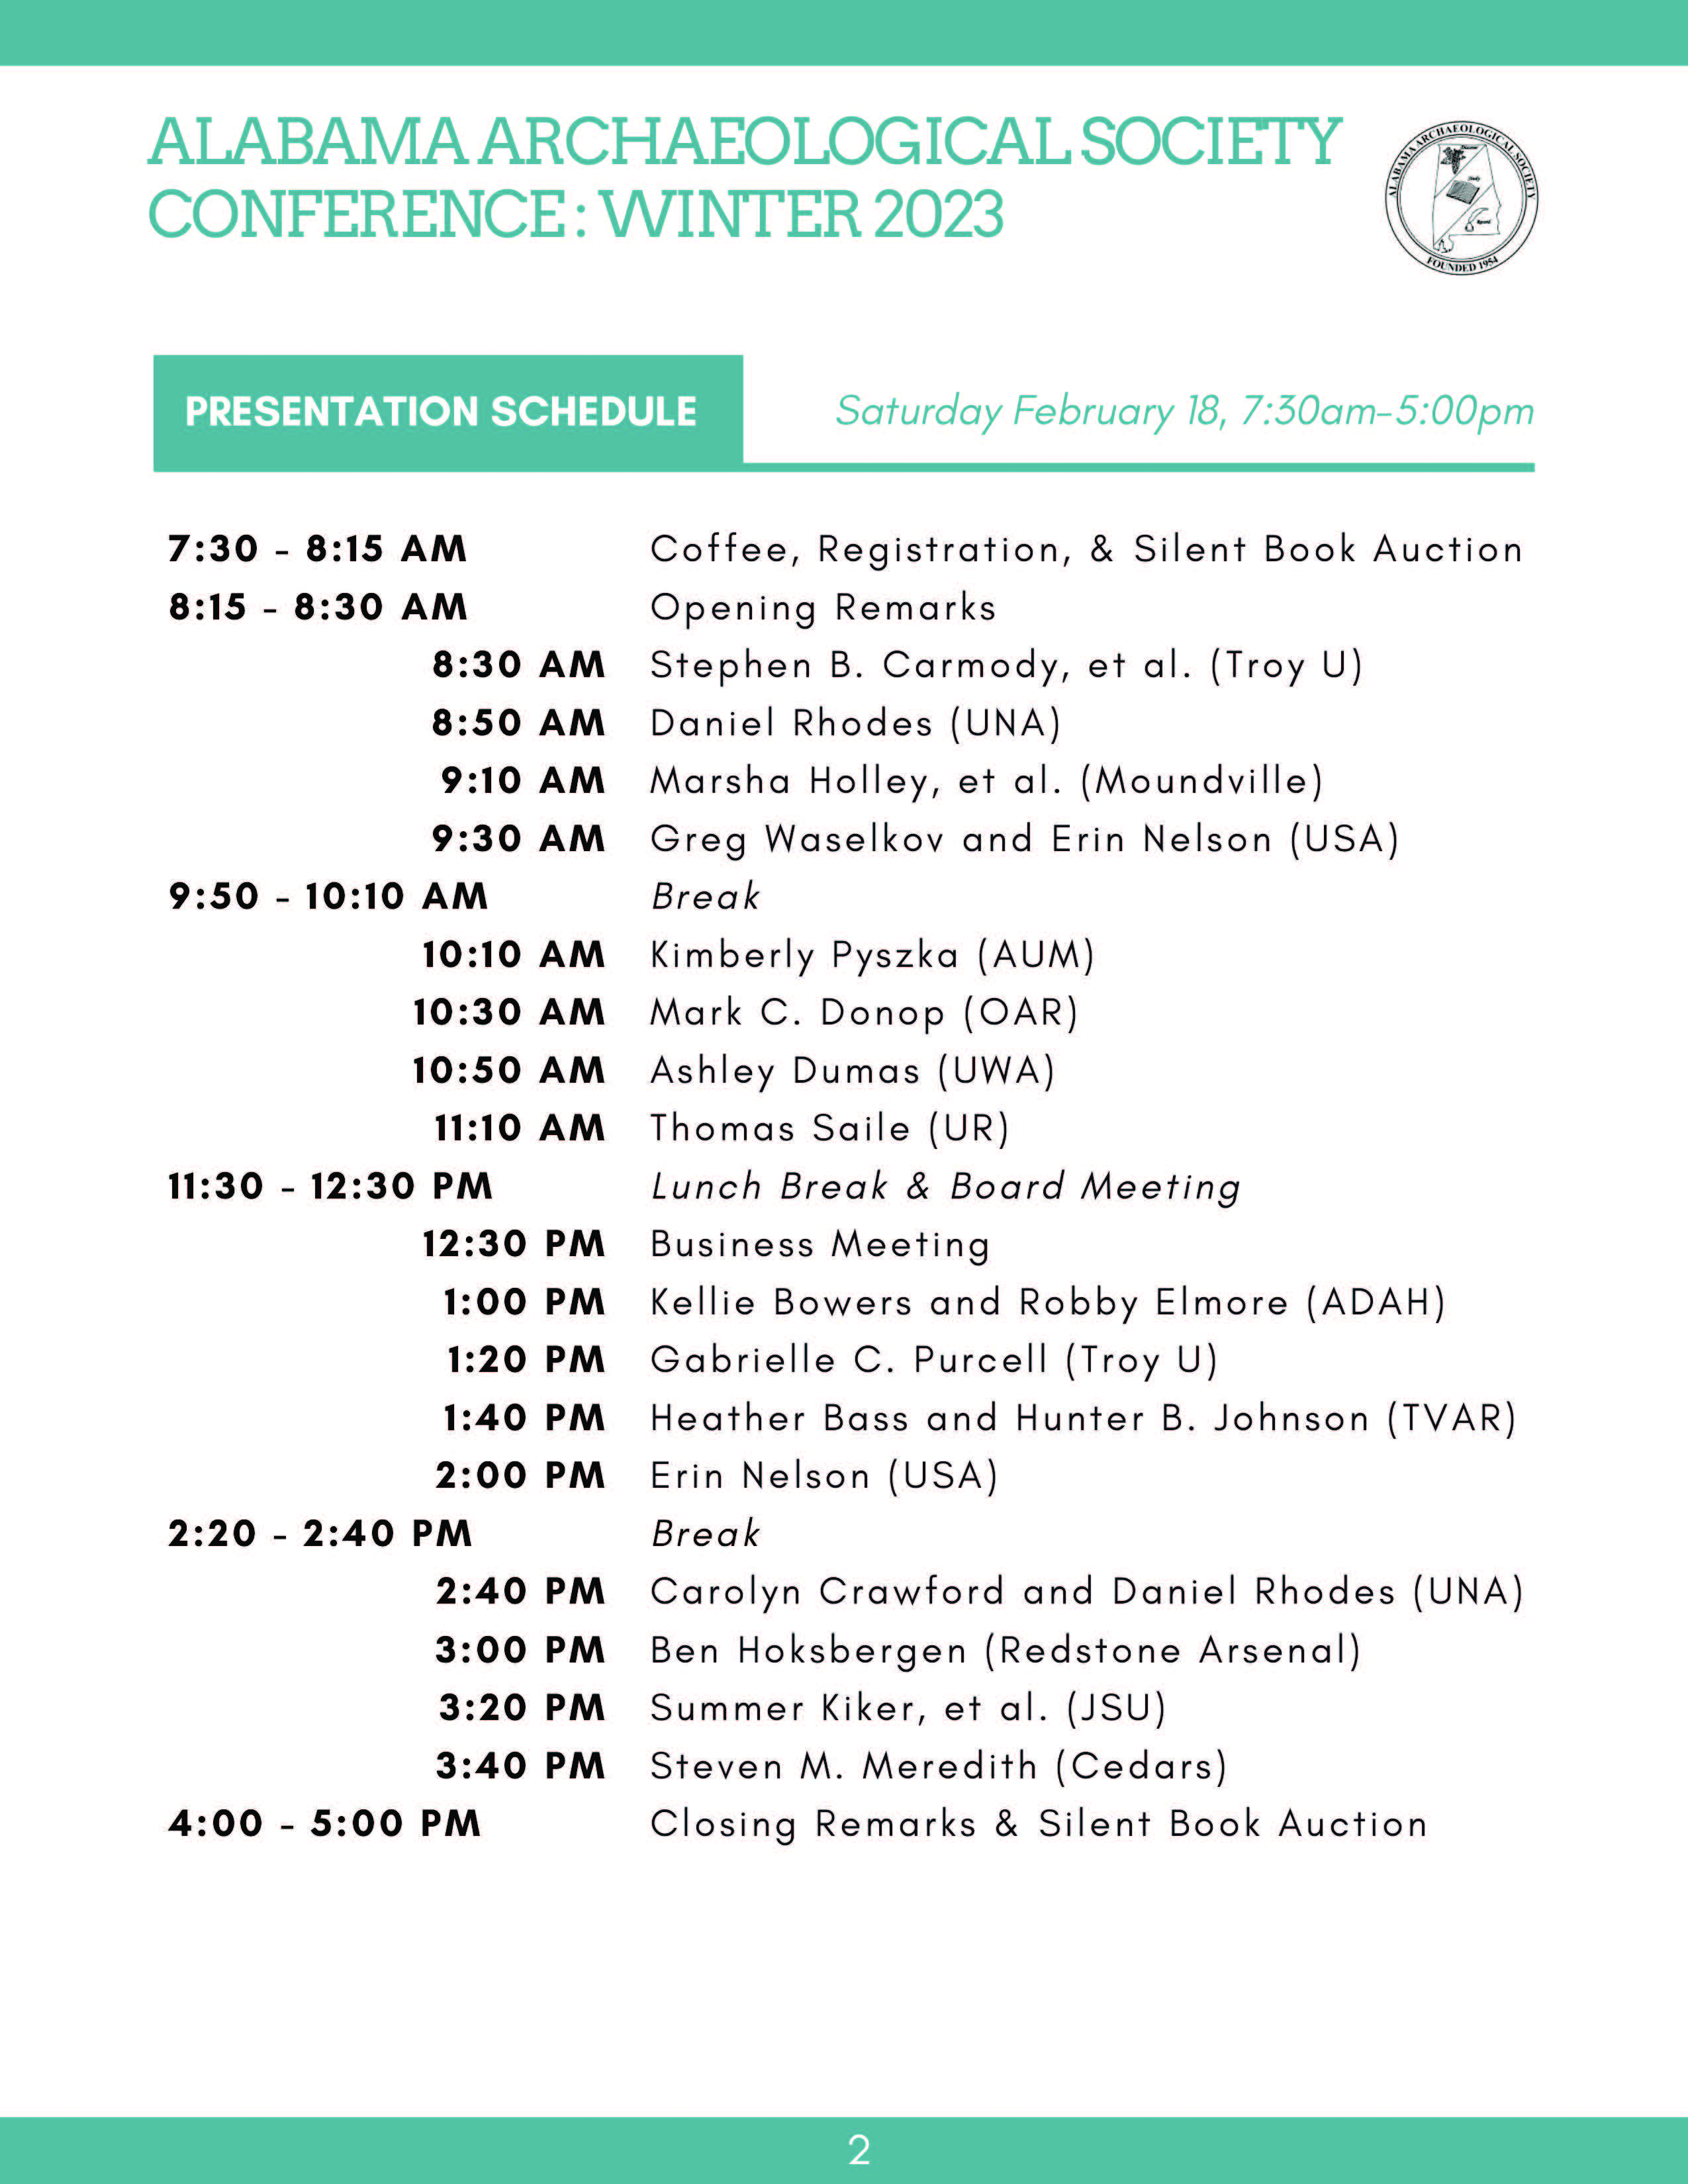 ALABAMA ARCHAEOLOGICAL SOCIETY
CONFERENCE: WINTER 2023
ALABAMA ARCHAEOLOGICAL SOCIETY
Discover
Study
Record
FOUNDED 1954
PRESENTATION SCHEDULE
Saturday February 18, 7:30am-5:00pm
7:30 - 8:15 AM Coffee, Registration, & Silent Book Auction
8:15 - 8:30 AM Opening Remarks
8:30 AM Stephen B. Carmody, et al. (Troy U)
8:50 AM Daniel Rhodes (UNA)
9:10 AM Marsha Holley, et al. (Moundville)
9:30 AM Greg Waselkov and Erin Nelson (USA)
9:50 - 10:10 AM Break
10:10 AM Kimberly Pyszka (AUM)
10:30 AM Mark C. Donop (OAR)
10:50 AM Ashley Dumas (UWA)
11:10 AM Thomas Saile (UR)
11:30 - 12:30 PM Lunch Break & Board Meeting
12:30 PM Business Meeting
1:00 PM Kellie Bowers and Robby Elmore (ADAH)
1:20 PM Gabrielle C. Purcell (Troy U)
1:40 PM Heather Bass and Hunter B. Johnson (TVAR)
2:00 PM Erin Nelson (USA)
2:20 - 2:40 PM Break
2:40 PM Carolyn Crawford and Daniel Rhodes (UNA)
3:00 PM Ben Hoksbergen (Redstone Arsenal)
3:20 PM Summer Kiker, et al. (JSU)
3:40 PM Steven M. Meredith (Cedars)
4:00 - 5:00 PM Closing Remarks & Silent Book Auction
2